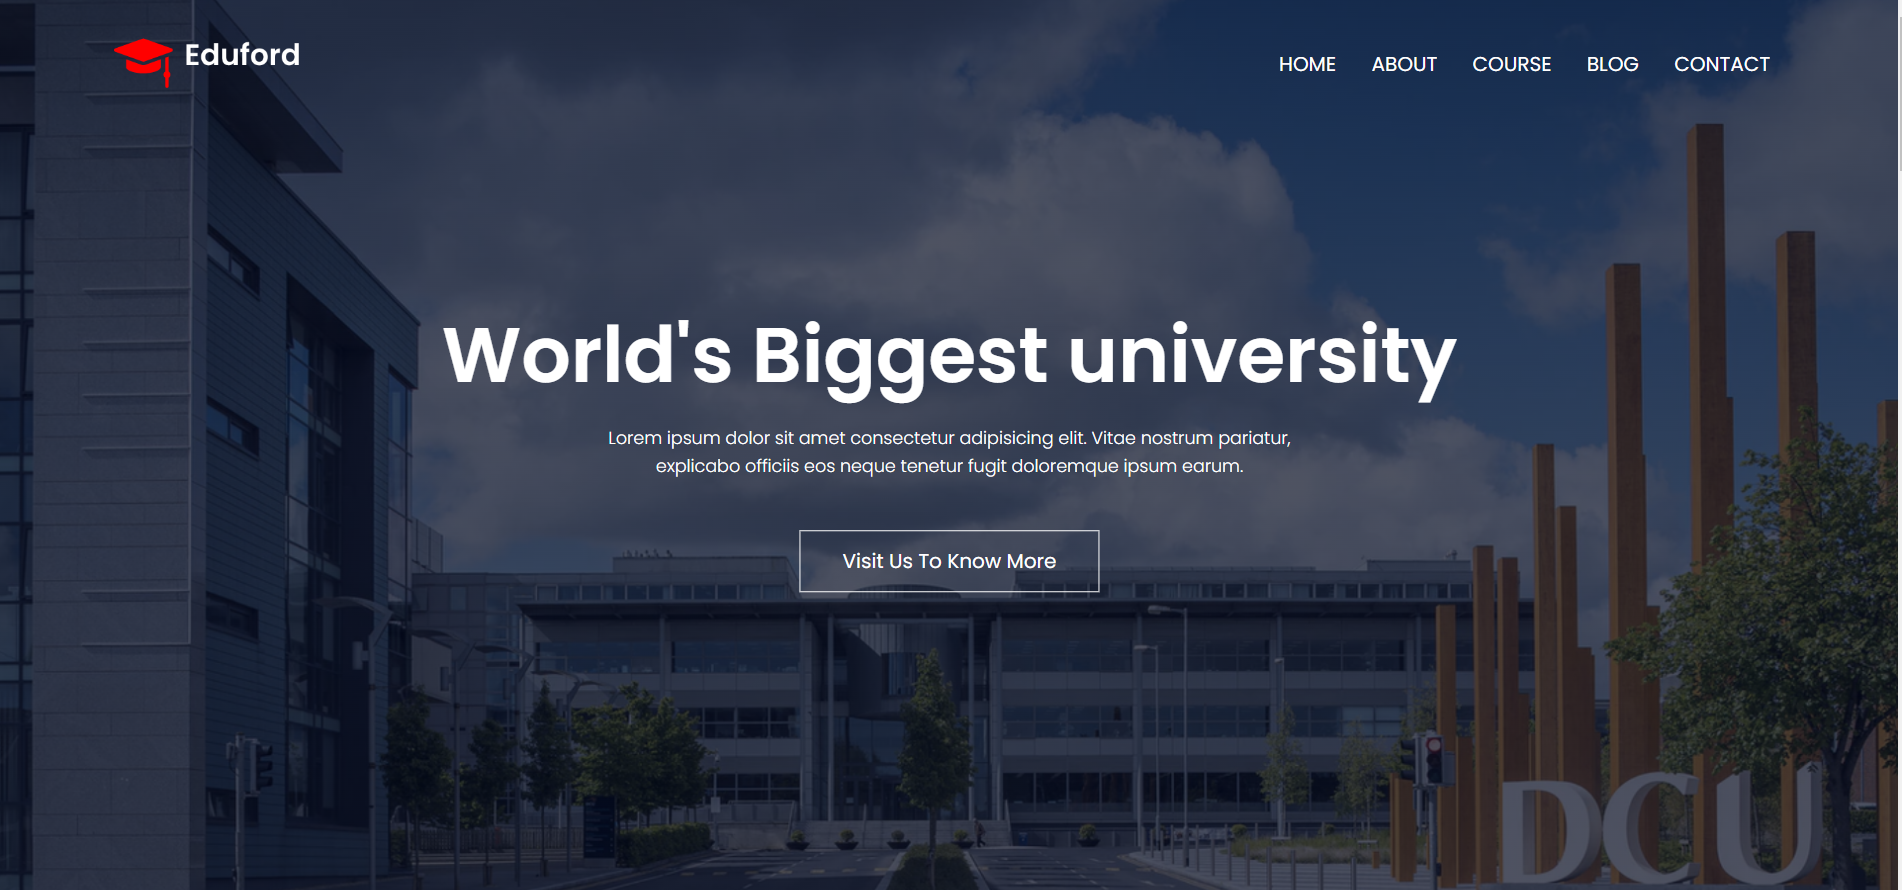 Eduford
HOME ABOUT COURSE BLOG CONTACT
World's Biggest university
Lorem ipsum dolor sit amet consectetur adipisicing elit. Vitae nostrum pariatur,
explicabo officiis eos neque tenetur fugit doloremque ipsum earum.
Visit Us To Know More
DCU